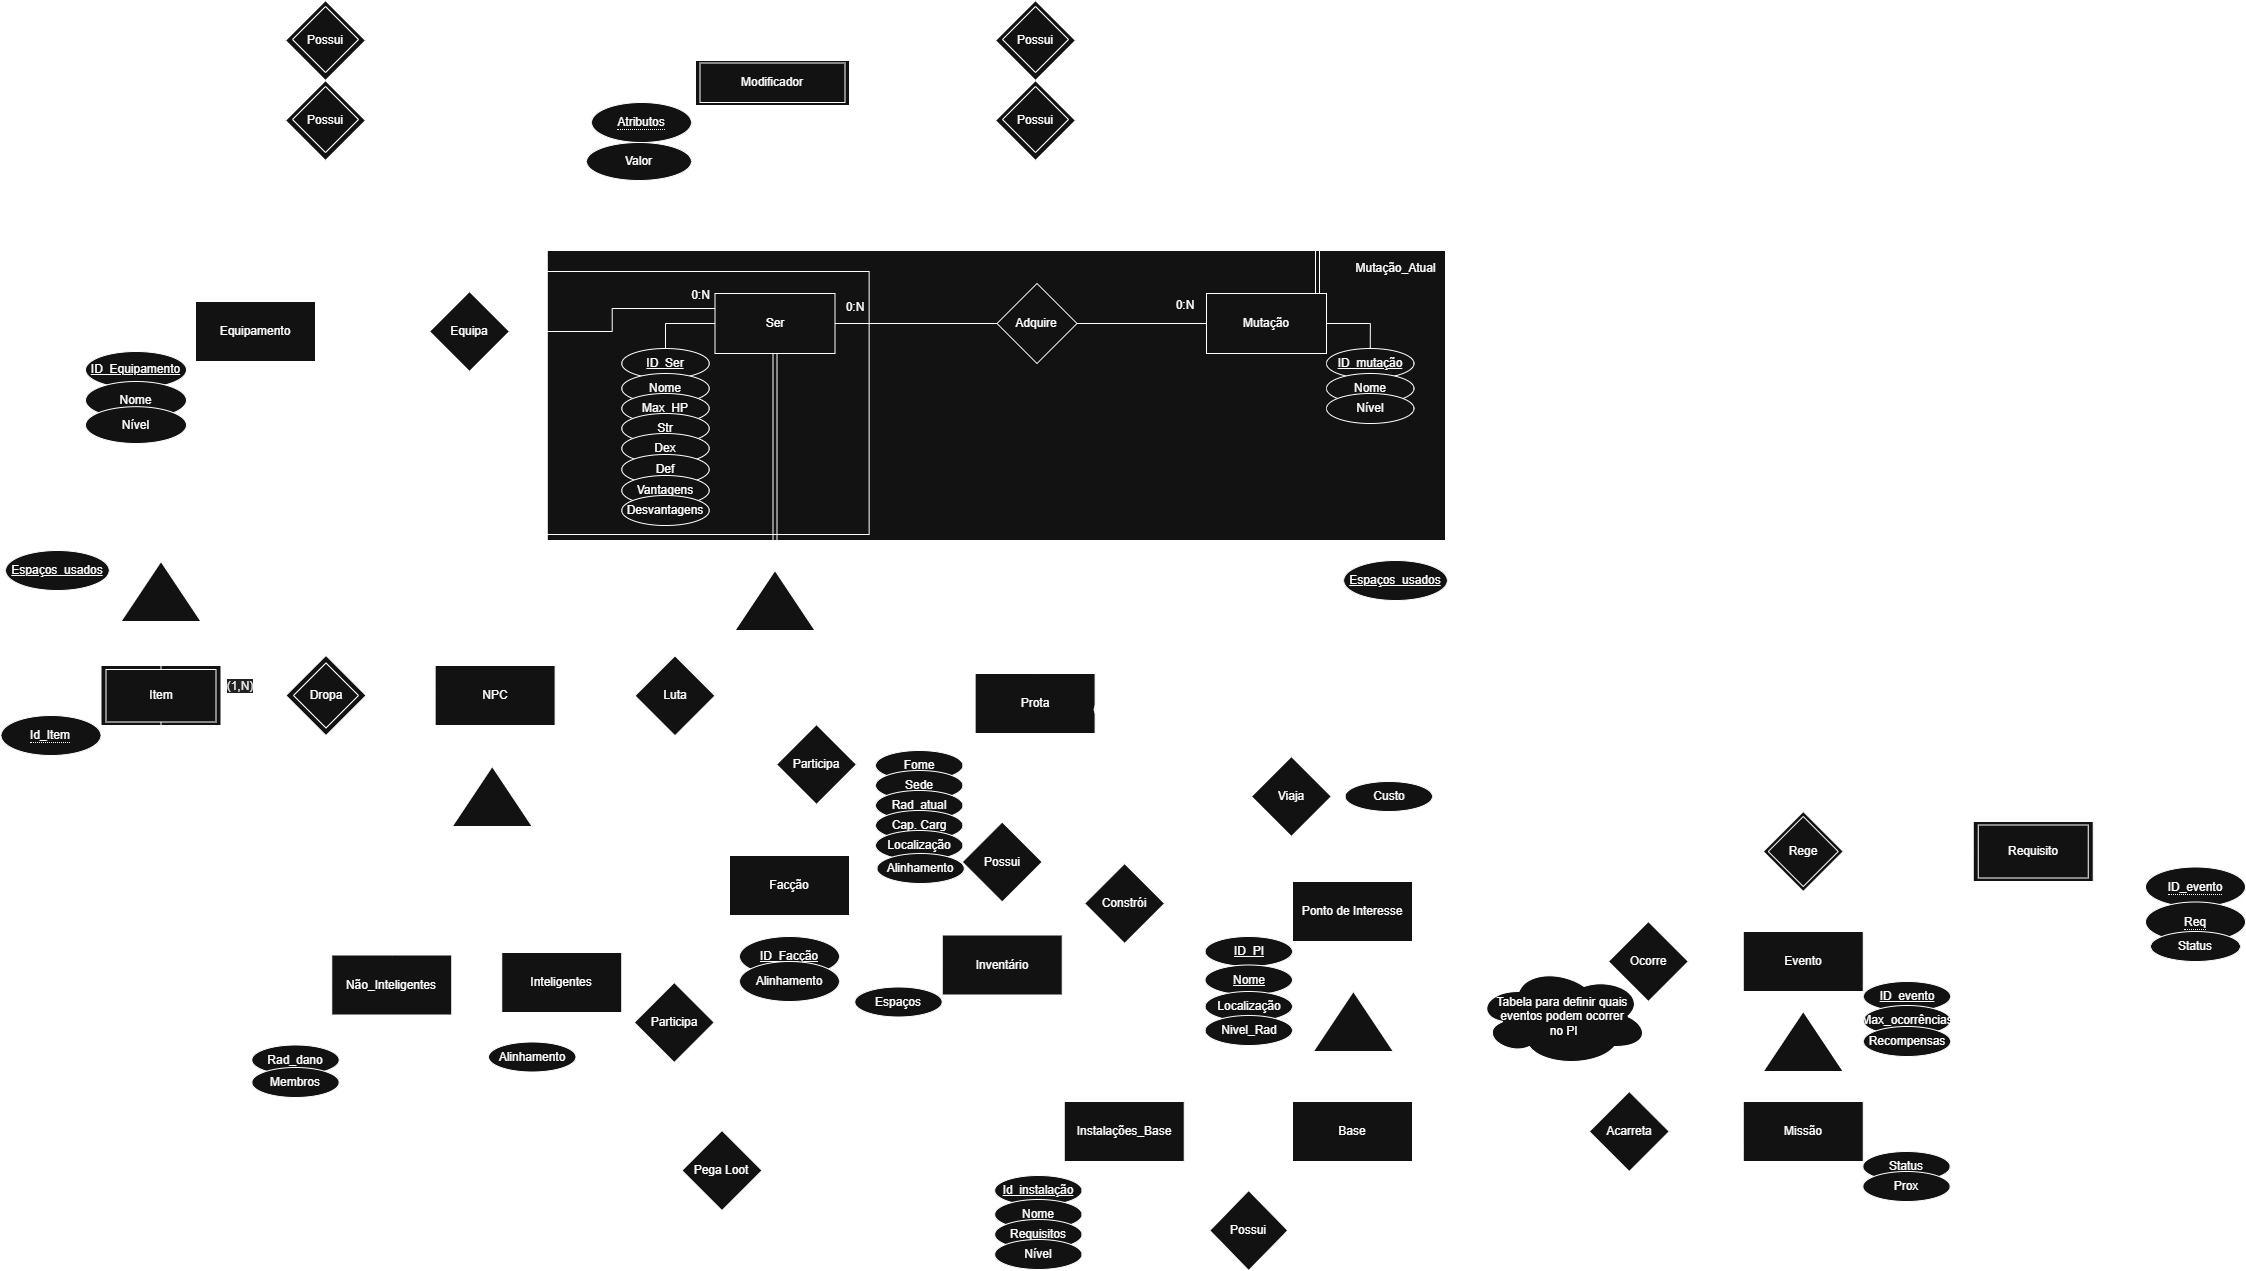 Possui
Possui
Modificador
Possui
Possui
Atributos
Valor
Mutação_Atual
0:N
0:N
0:N
Equipamento
Equipa
Ser
Adquire
Mutação
ID_Equipamento
Nome
Nível
ID_Ser
Nome
Max_HP
Str
Dex
Def
Vantagens
Desvantagens
ID_mutação
Nome
Nível
Espaços_usados
Espaços_usados
Item
(1,N)
Dropa
NPC
Luta
Prota
Id_Item
Participa
Fome
Sede
Rad_atual
Cap. Carg
Localização
Alinhamento
Viaja
Custo
Possui
Facção
Constrói
Ponto de Interesse
Rege
Requisito
ID_evento
Req
Status
ID_Facção
Alinhamento
Inventário
Espaços
ID_PI
Nome
Localização
Nivel_Rad
Ocorre
Evento
Tabela para definir quais
eventos podem ocorrer
no PI
ID_evento
Max_ocorrências
Recompensas
Não_Inteligentes
Inteligentes
Participa
Rad_dano
Membros
Alinhamento
Instalações_Base
Base
Acarreta
Missão
Status
Prox
Pega Loot
Id_instalação
Nome
Requisitos
Nível
Possui